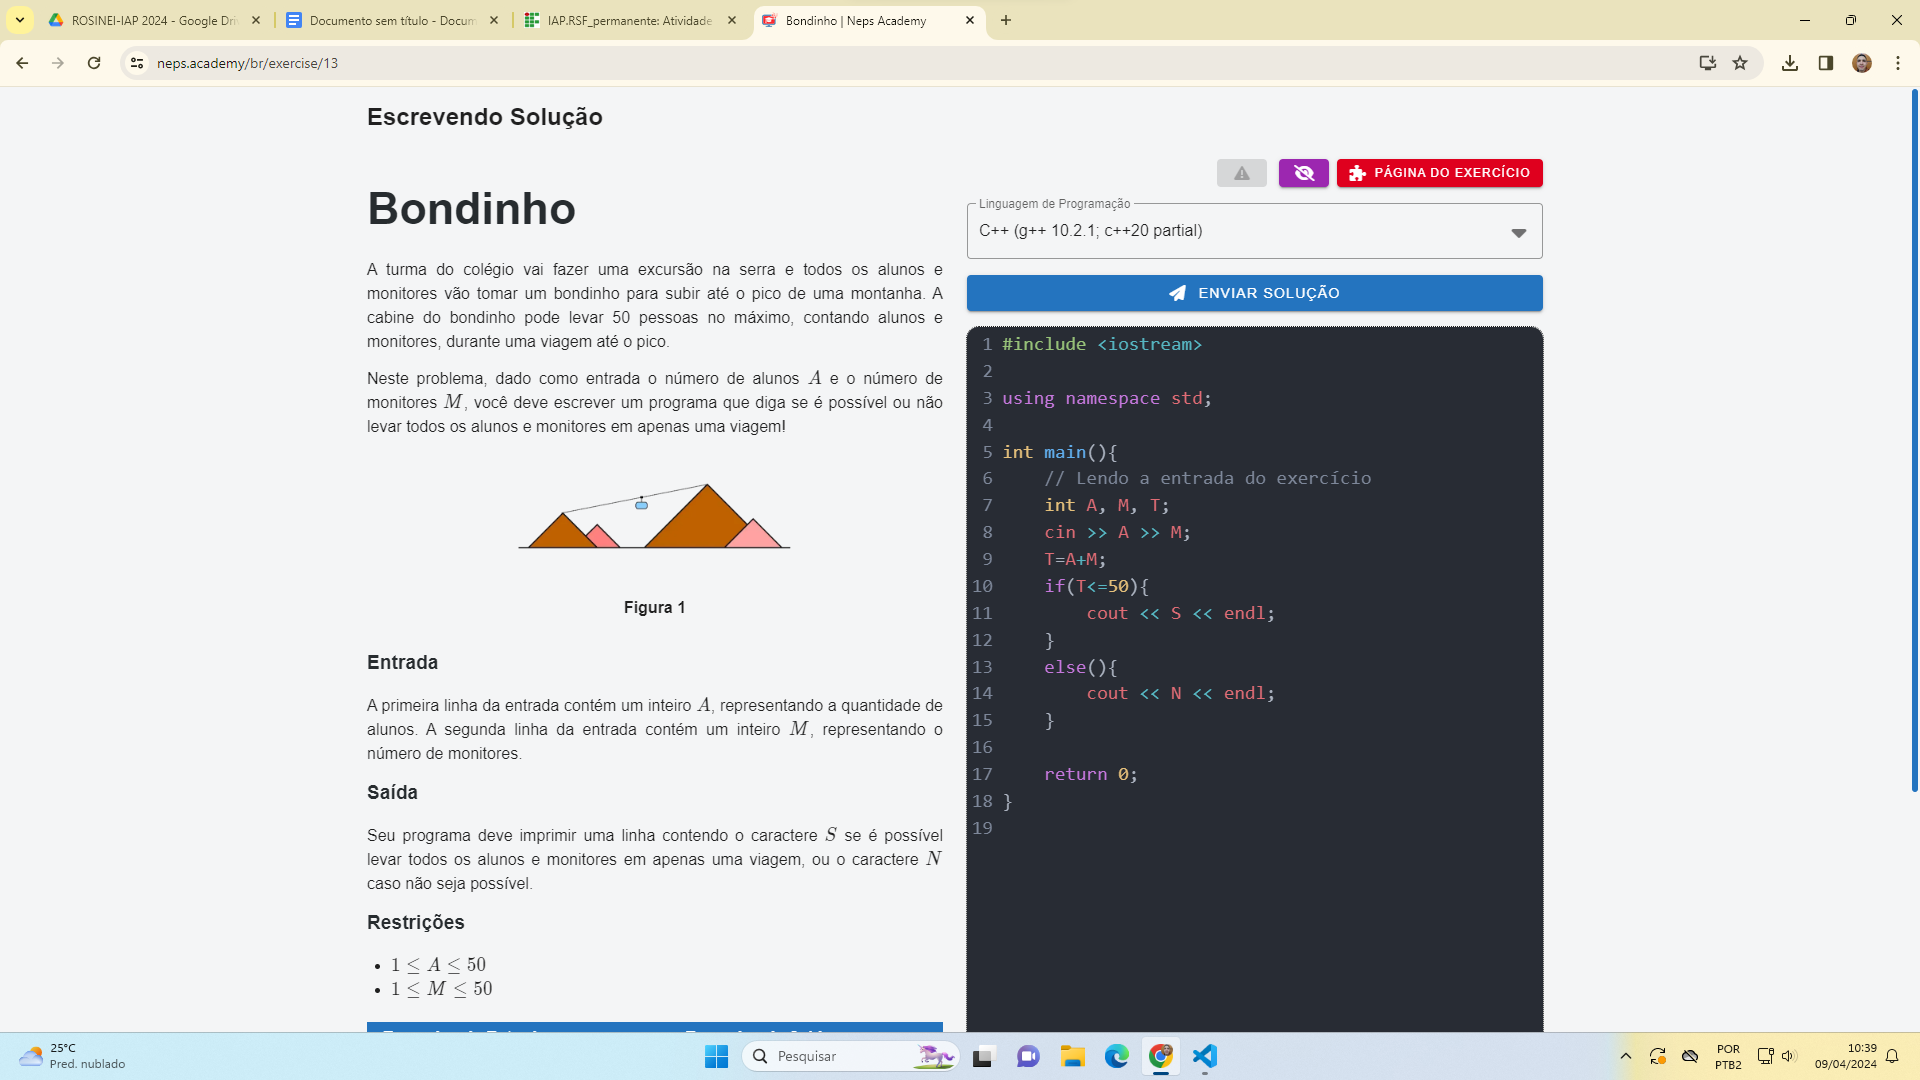 ROSINEI-IAP 2024 - Google Dri
Documento sem título - Docum
IAP.RSF_permanente: Atividade
Bondinho | Neps Academy
neps.academy/br/exercise/13
Escrevendo Solução
PÁGINA DO EXERCÍCIO
Bondinho
A turma do colégio vai fazer uma excursão na serra e todos os alunos e
monitores vão tomar um bondinho para subir até o pico de uma montanha. A
cabine do bondinho pode levar 50 pessoas no máximo, contando alunos e
monitores, durante uma viagem até o pico.
Neste problema, dado como entrada o número de alunos A e o número de
monitores M, você deve escrever um programa que diga se é possível ou não
levar todos os alunos e monitores em apenas uma viagem!
Figura 1
Entrada
A primeira linha da entrada contém um inteiro A, representando a quantidade de
alunos. A segunda linha da entrada contém um inteiro M, representando o
número de monitores.
Saída
Seu programa deve imprimir uma linha contendo o caractere S se é possível
levar todos os alunos e monitores em apenas uma viagem, ou o caractere N
caso não seja possível.
Restrições
• 1 ≤ A ≤ 50
• 1 ≤ M ≤ 50
Linguagem de Programação
C++ (g++ 10.2.1; c++20 partial)
ENVIAR SOLUÇÃO
1 #include <iostream>
2
3 using namespace std;
4
5 int main(){
6     // Lendo a entrada do exercício
7     int A, M, T;
8     cin >> A >> M;
9     T=A+M;
10     if(T<=50){
11         cout << S << endl;
12     }
13     else(){
14         cout << N << endl;
15     }
16
17     return 0;
18 }
19
25°C
Pred. nublado
Pesquisar
POR
PTB2
10:39
09/04/2024